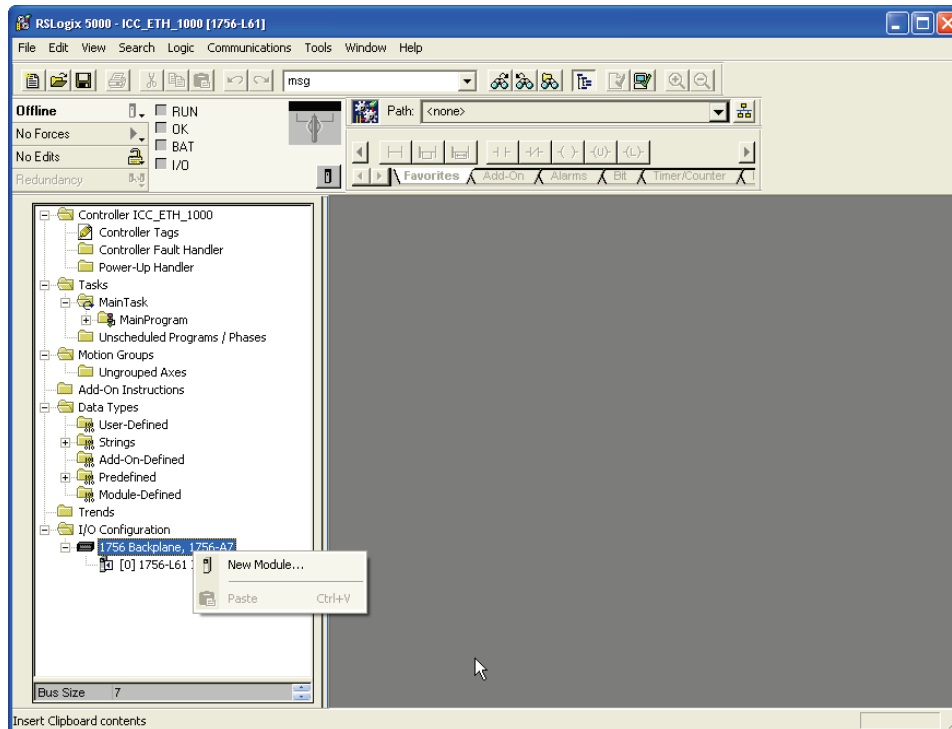 RSLogix 5000 - ICC_ETH_1000 [1756-L61]
File Edit View Search Logic Communications Tools Window Help
msg
Offline
RUN
No Forces
OK
No Edits
BAT
Redundancy
I/O
Path: <none>
Favorites Add-On Alarms Bit Timer/Counter
Controller ICC_ETH_1000
Controller Tags
Controller Fault Handler
Power-Up Handler
Tasks
MainTask
MainProgram
Unscheduled Programs / Phases
Motion Groups
Ungrouped Axes
Add-On Instructions
Data Types
User-Defined
Strings
Add-On-Defined
Predefined
Module-Defined
Trends
I/O Configuration
1756 Backplane, 1756-A7
[0] 1756-L61
New Module...
Paste Ctrl+V
Bus Size 7
Insert Clipboard contents